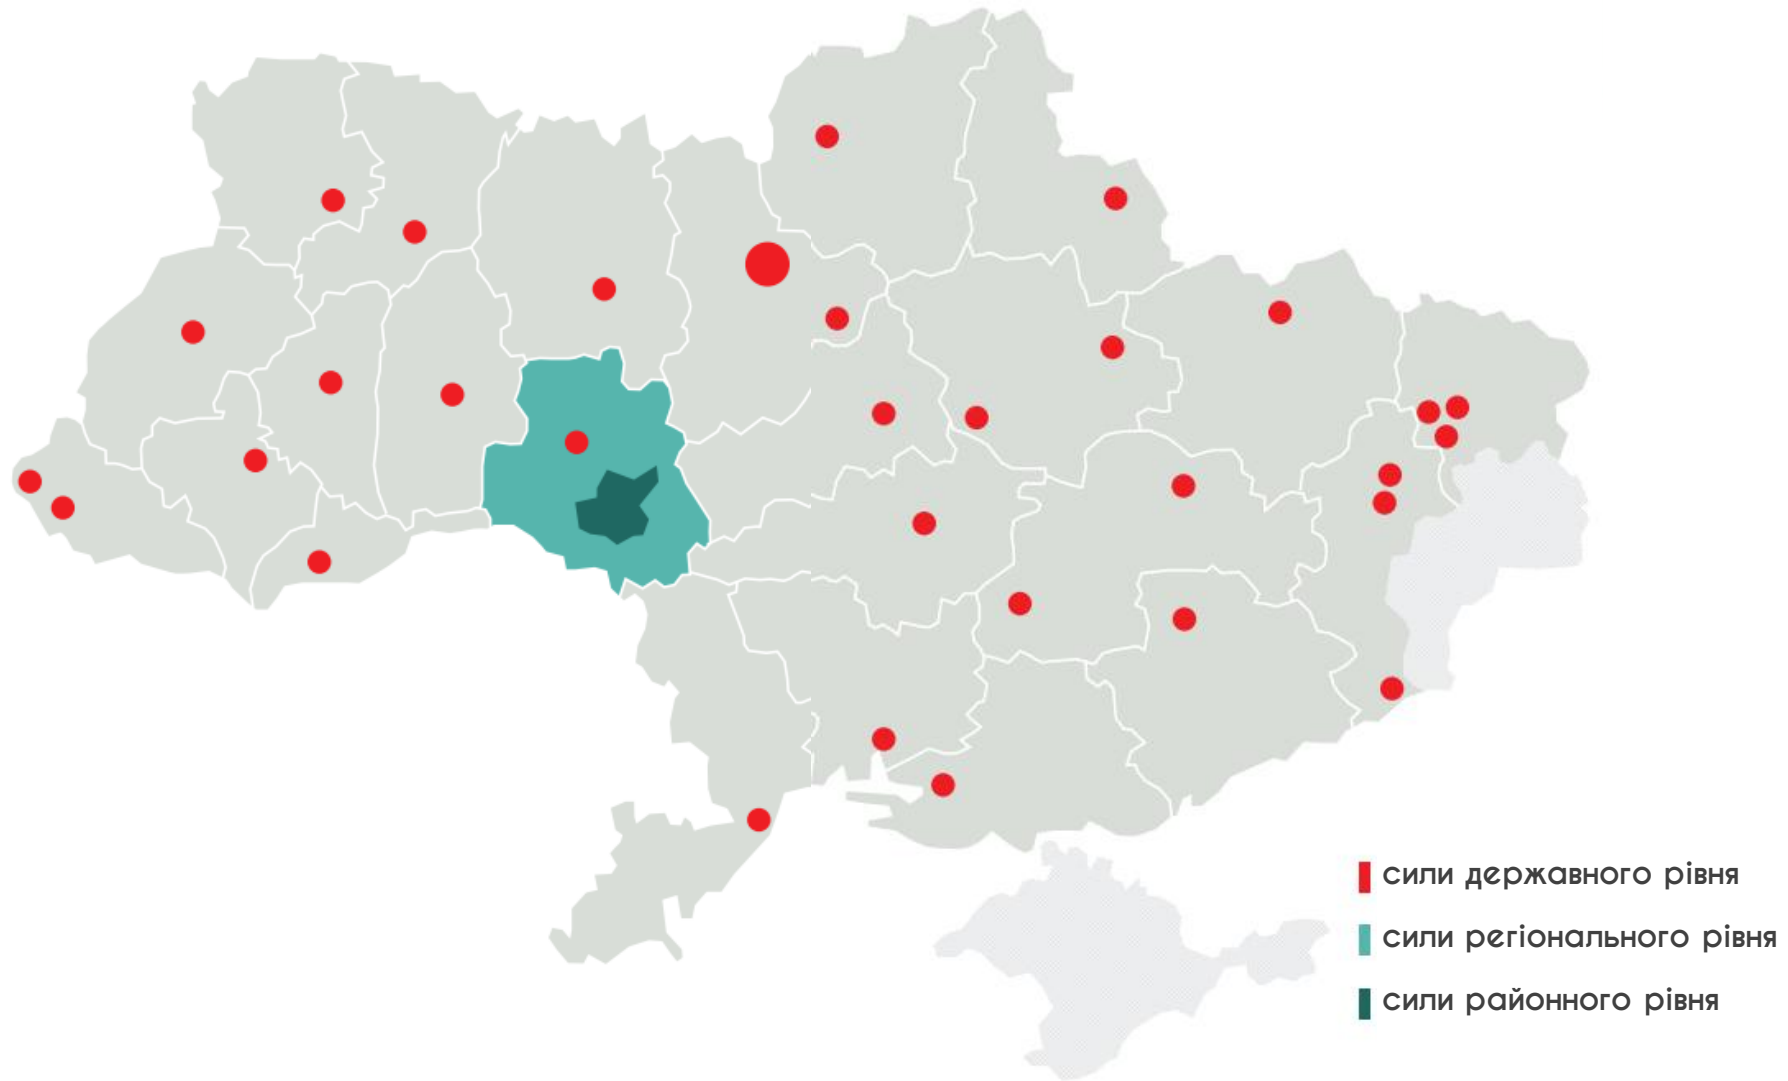 сили державного рівня
сили регіонального рівня
сили районного рівня